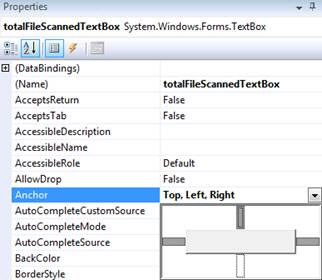 Properties
totalFileScannedTextBox System.Windows.Forms.TextBox
(DataBindings)
(Name) totalFileScannedTextBox
AcceptsReturn False
AcceptsTab False
AccessibleDescription
AccessibleName
AccessibleRole Default
AllowDrop False
Anchor Top, Left, Right
AutoCompleteCustomSource
AutoCompleteMode
AutoCompleteSource
BackColor
BorderStyle